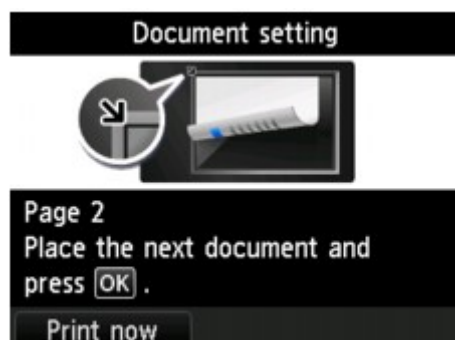 Document setting
Page 2
Place the next document and
press OK .
Print now